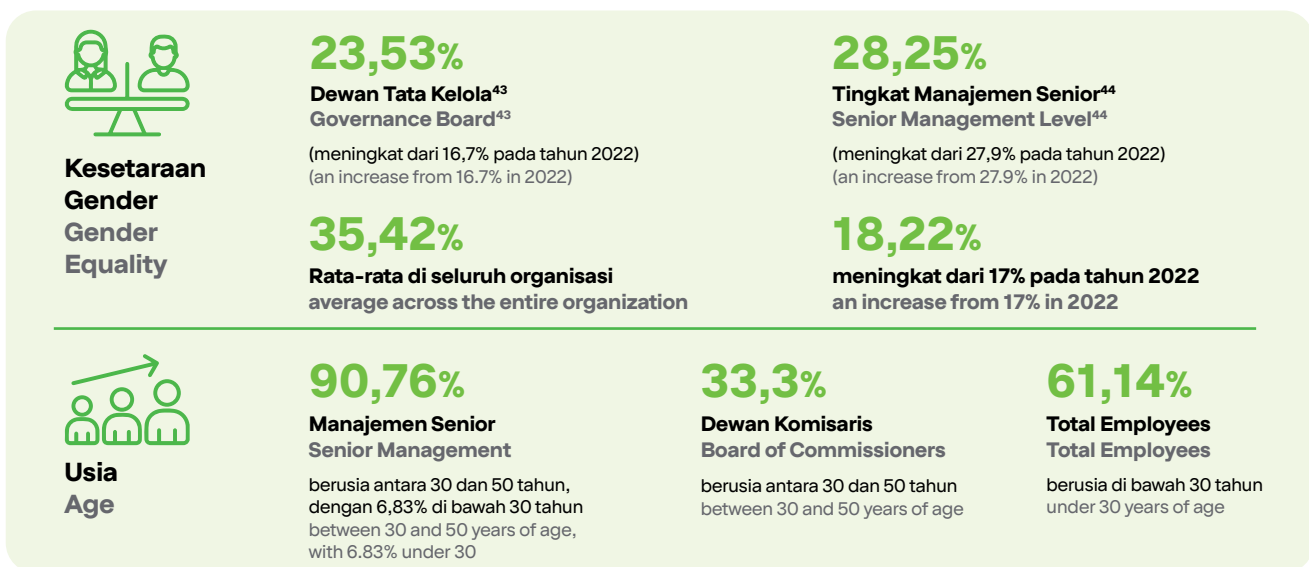 Kesetaraan
Gender
Gender
Equality
23,53%
Dewan Tata Kelola⁴³
Governance Board⁴³
(meningkat dari 16,7% pada tahun 2022)
(an increase from 16.7% in 2022)
28,25%
Tingkat Manajemen Senior⁴⁴
Senior Management Level⁴⁴
(meningkat dari 27,9% pada tahun 2022)
(an increase from 27.9% in 2022)
35,42%
Rata-rata di seluruh organisasi
average across the entire organization
18,22%
meningkat dari 17% pada tahun 2022
an increase from 17% in 2022
Usia
Age
90,76%
Manajemen Senior
Senior Management
berusia antara 30 dan 50 tahun,
dengan 6,83% di bawah 30 tahun
between 30 and 50 years of age,
with 6.83% under 30
33,3%
Dewan Komisaris
Board of Commissioners
berusia antara 30 dan 50 tahun
between 30 and 50 years of age
61,14%
Total Employees
Total Employees
berusia di bawah 30 tahun
under 30 years of age